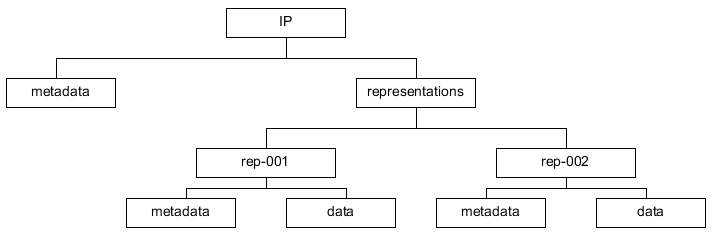 IP
metadata
representations
rep-001
rep-002
metadata
data
metadata
data